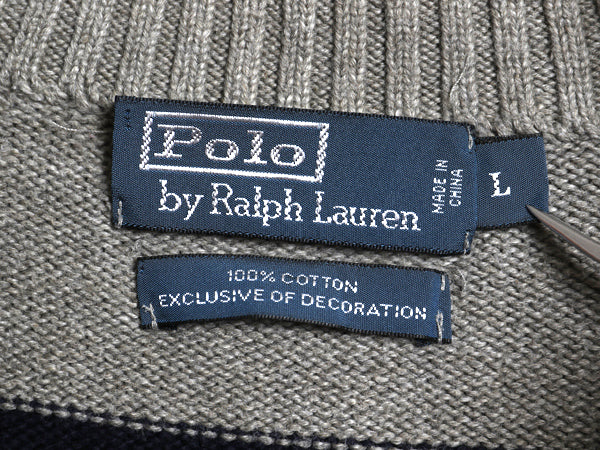 Polo
by Ralph Lauren
MADE IN
CHINA
L
100% COTTON
EXCLUSIVE OF DECORATION